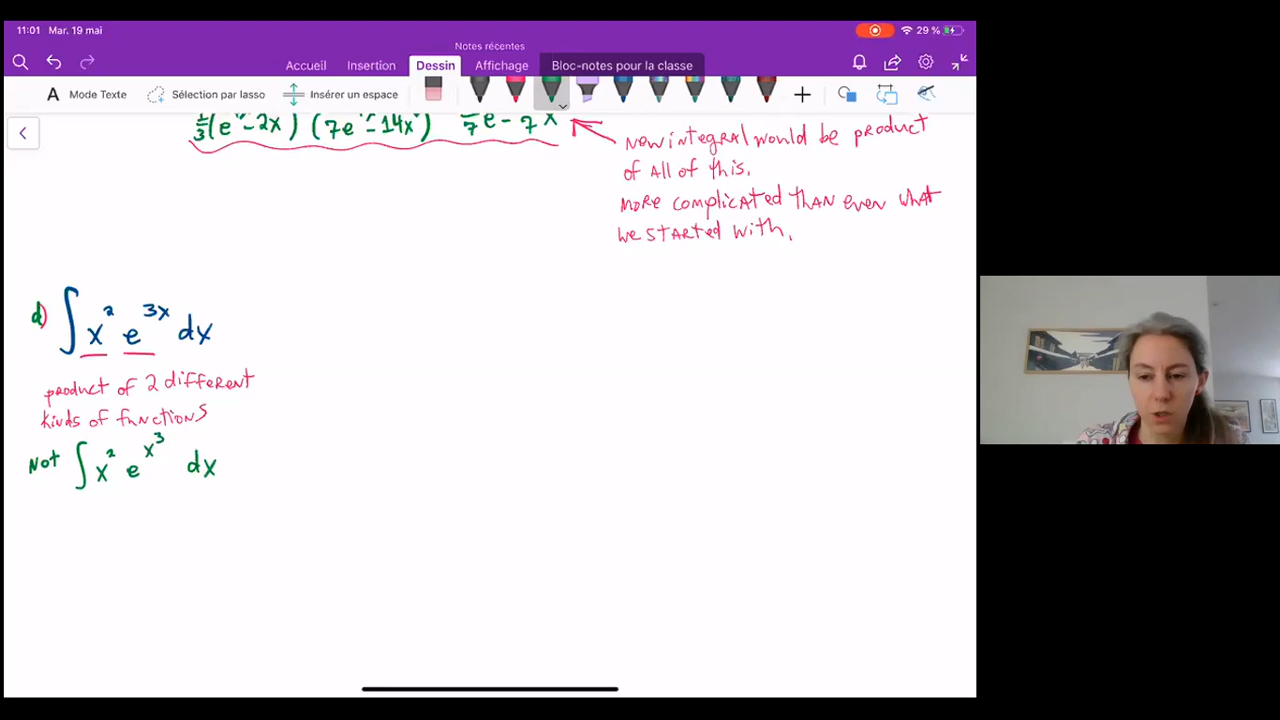 11:01 Mar. 19 mai
29 %
Notes récentes
Accueil Insertion Dessin Affichage Bloc-notes pour la classe
A Mode Texte Sélection par lasso Insérer un espace
New integral would be product
of All of this.
More complicated than even what
we started with.
d) ∫ x² e^{3x} dx
product of 2 different
kinds of functions
Not ∫ x² e^{x³} dx